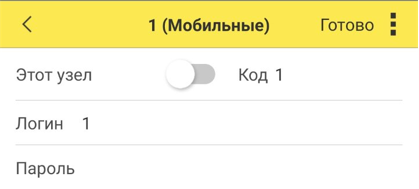 1 (Мобильные) Готово
Этот узел Код 1
Логин 1
Пароль